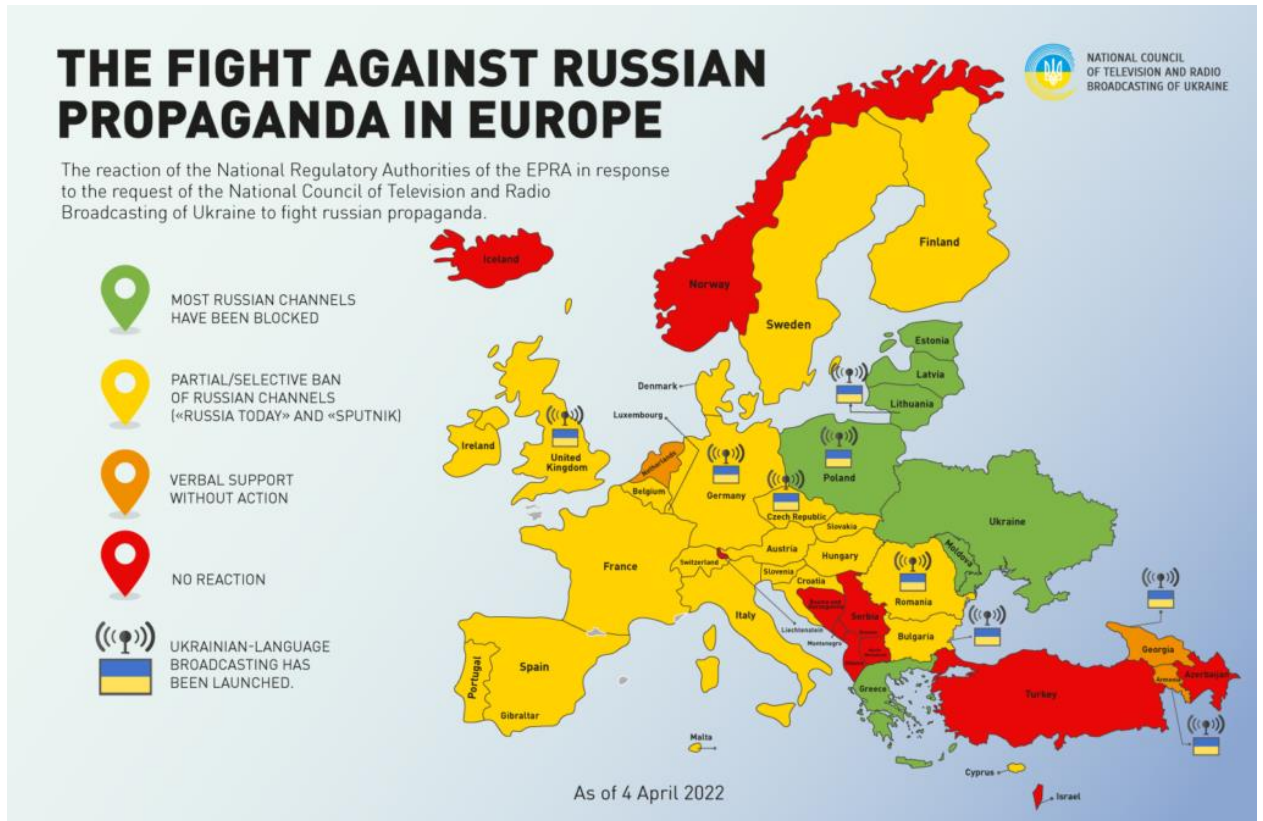 THE FIGHT AGAINST RUSSIAN
PROPAGANDA IN EUROPE
The reaction of the National Regulatory Authorities of the EPRA in response
to the request of the National Council of Television and Radio
Broadcasting of Ukraine to fight russian propaganda.
NATIONAL COUNCIL
OF TELEVISION AND RADIO
BROADCASTING OF UKRAINE
MOST RUSSIAN CHANNELS
HAVE BEEN BLOCKED
PARTIAL/SELECTIVE BAN
OF RUSSIAN CHANNELS
(«RUSSIA TODAY» AND «SPUTNIK)
VERBAL SUPPORT
WITHOUT ACTION
NO REACTION
UKRAINIAN-LANGUAGE
BROADCASTING HAS
BEEN LAUNCHED.
Iceland
Norway
Sweden
Finland
Estonia
Latvia
Lithuania
Denmark
Luxembourg
Ireland
United
Kingdom
Netherlands
Belgium
Germany
Poland
Czech Republic
Slovakia
Ukraine
Moldova
France
Switzerland
Austria
Hungary
Slovenia
Croatia
Romania
Italy
Liechtenstein
Montenegro
Bosnia and
Herzegovina
Serbia
Bulgaria
Albania
Greece
Portugal
Spain
Gibraltar
Malta
Turkey
Georgia
Armenia
Azerbaijan
Cyprus
Israel
As of 4 April 2022